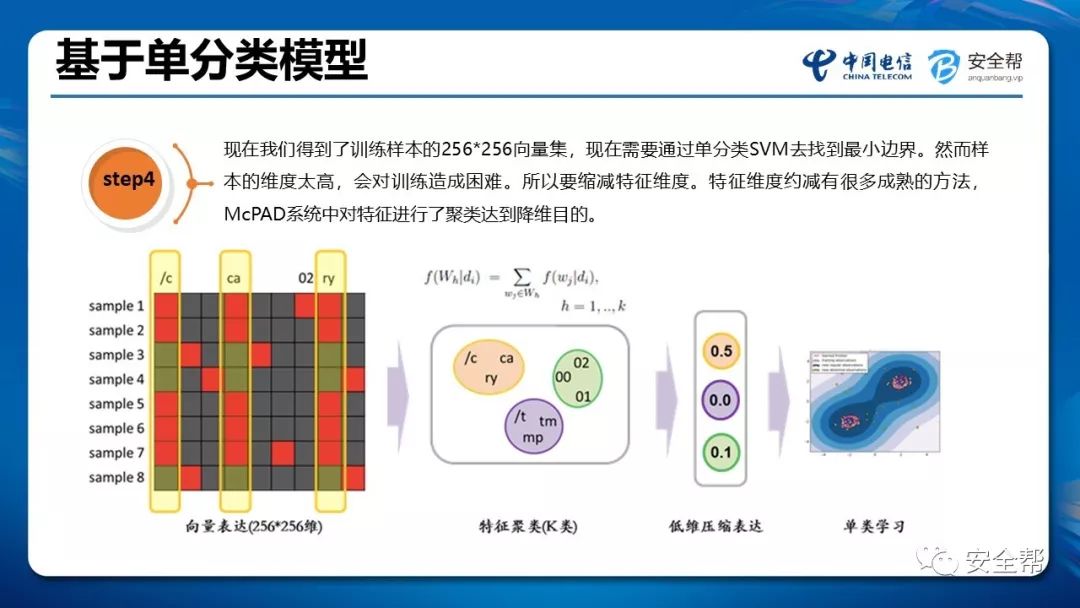 基于单分类模型
中国电信
CHINA TELECOM
安全帮
anquanbang.vip
step4
现在我们得到了训练样本的256*256向量集，现在需要通过单分类SVM去找到最小边界。然而样
本的维度太高，会对训练造成困难。所以要缩减特征维度。特征维度约减有很多成熟的方法，
McPAD系统中对特征进行了聚类达到降维目的。
/c ca 02 ry
sample 1
sample 2
sample 3
sample 4
sample 5
sample 6
sample 7
sample 8
向量表达(256*256维)
f(W_h|d_i) = ∑_{w_j∈W_h} f(w_j|d_i),
h = 1,..,k
/c ca
ry
02
00
01
/t tm
mp
特征聚类(K类)
0.5
0.0
0.1
低维压缩表达
单类学习
安全帮